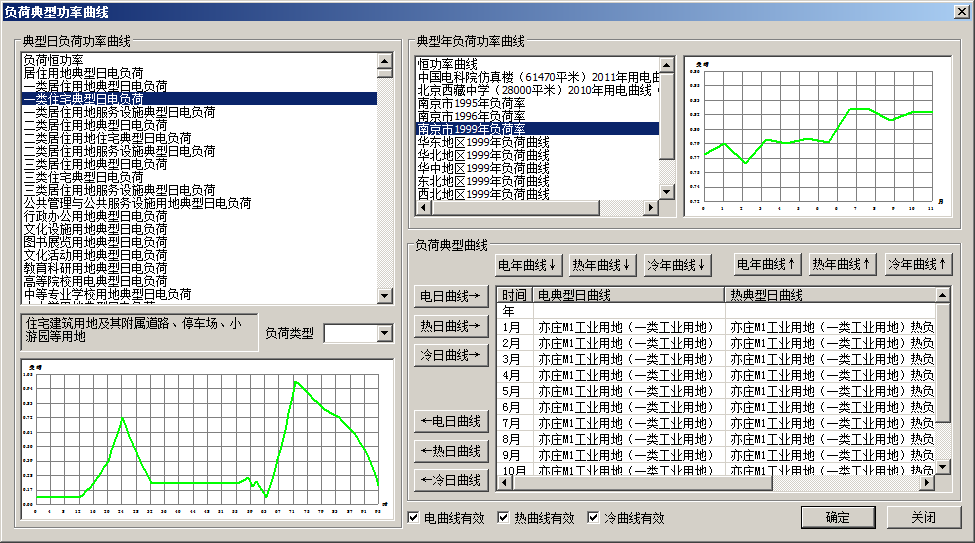 负荷典型功率曲线
典型日负荷功率曲线
负荷恒功率
居住用地典型日电负荷
一类居住用地典型日电负荷
一类住宅典型日电负荷
一类居住用地服务设施典型日电负荷
二类居住用地典型日电负荷
二类居住用地住宅典型日电负荷
二类居住用地服务设施典型日电负荷
三类居住用地典型日电负荷
三类住宅典型日电负荷
三类居住用地服务设施典型日电负荷
公共管理与公共服务设施用地典型日电负荷
行政办公用地典型日电负荷
文化设施用地典型日电负荷
图书展览用地典型日电负荷
文化活动用地典型日电负荷
教育科研用地典型日电负荷
高等院校用电典型日电负荷
中等专业学校用地典型日电负荷
住宅建筑用地及其附属道路、停车场、小
游园等用地
负荷类型
0 4 8 12 16 20 24 28 32 36 40 44 48 51 55 59 63 67 71 75 79 83 87 91 95
典型年负荷功率曲线
恒功率曲线
中国电科院仿真楼（61470平米）2011年用电曲
北京西藏中学（28000平米）2010年用电曲线
南京市1995年负荷率
南京市1996年负荷率
南京市1999年负荷率
华东地区1999年负荷曲线
华北地区1999年负荷曲线
华中地区1999年负荷曲线
东北地区1999年负荷曲线
西北地区1999年负荷曲线
0 1 2 3 4 5 6 7 8 9 10 11 月
负荷典型曲线
电年曲线↓ 热年曲线↓ 冷年曲线↓ 电年曲线↑ 热年曲线↑ 冷年曲线↑
电日曲线→
热日曲线→
冷日曲线→
←电日曲线
←热日曲线
←冷日曲线
时间 电典型日曲线 热典型日曲线
年
1月 亦庄M1工业用地（一类工业用地） 亦庄M1工业用地（一类工业用地）热负
2月 亦庄M1工业用地（一类工业用地） 亦庄M1工业用地（一类工业用地）热负
3月 亦庄M1工业用地（一类工业用地） 亦庄M1工业用地（一类工业用地）热负
4月 亦庄M1工业用地（一类工业用地） 亦庄M1工业用地（一类工业用地）热负
5月 亦庄M1工业用地（一类工业用地） 亦庄M1工业用地（一类工业用地）热负
6月 亦庄M1工业用地（一类工业用地） 亦庄M1工业用地（一类工业用地）热负
7月 亦庄M1工业用地（一类工业用地） 亦庄M1工业用地（一类工业用地）热负
8月 亦庄M1工业用地（一类工业用地） 亦庄M1工业用地（一类工业用地）热负
9月 亦庄M1工业用地（一类工业用地） 亦庄M1工业用地（一类工业用地）热负
10月 亦庄M1工业用地（一类工业用地） 亦庄M1工业用地（一类工业用地）热负
电曲线有效 热曲线有效 冷曲线有效
确定 关闭